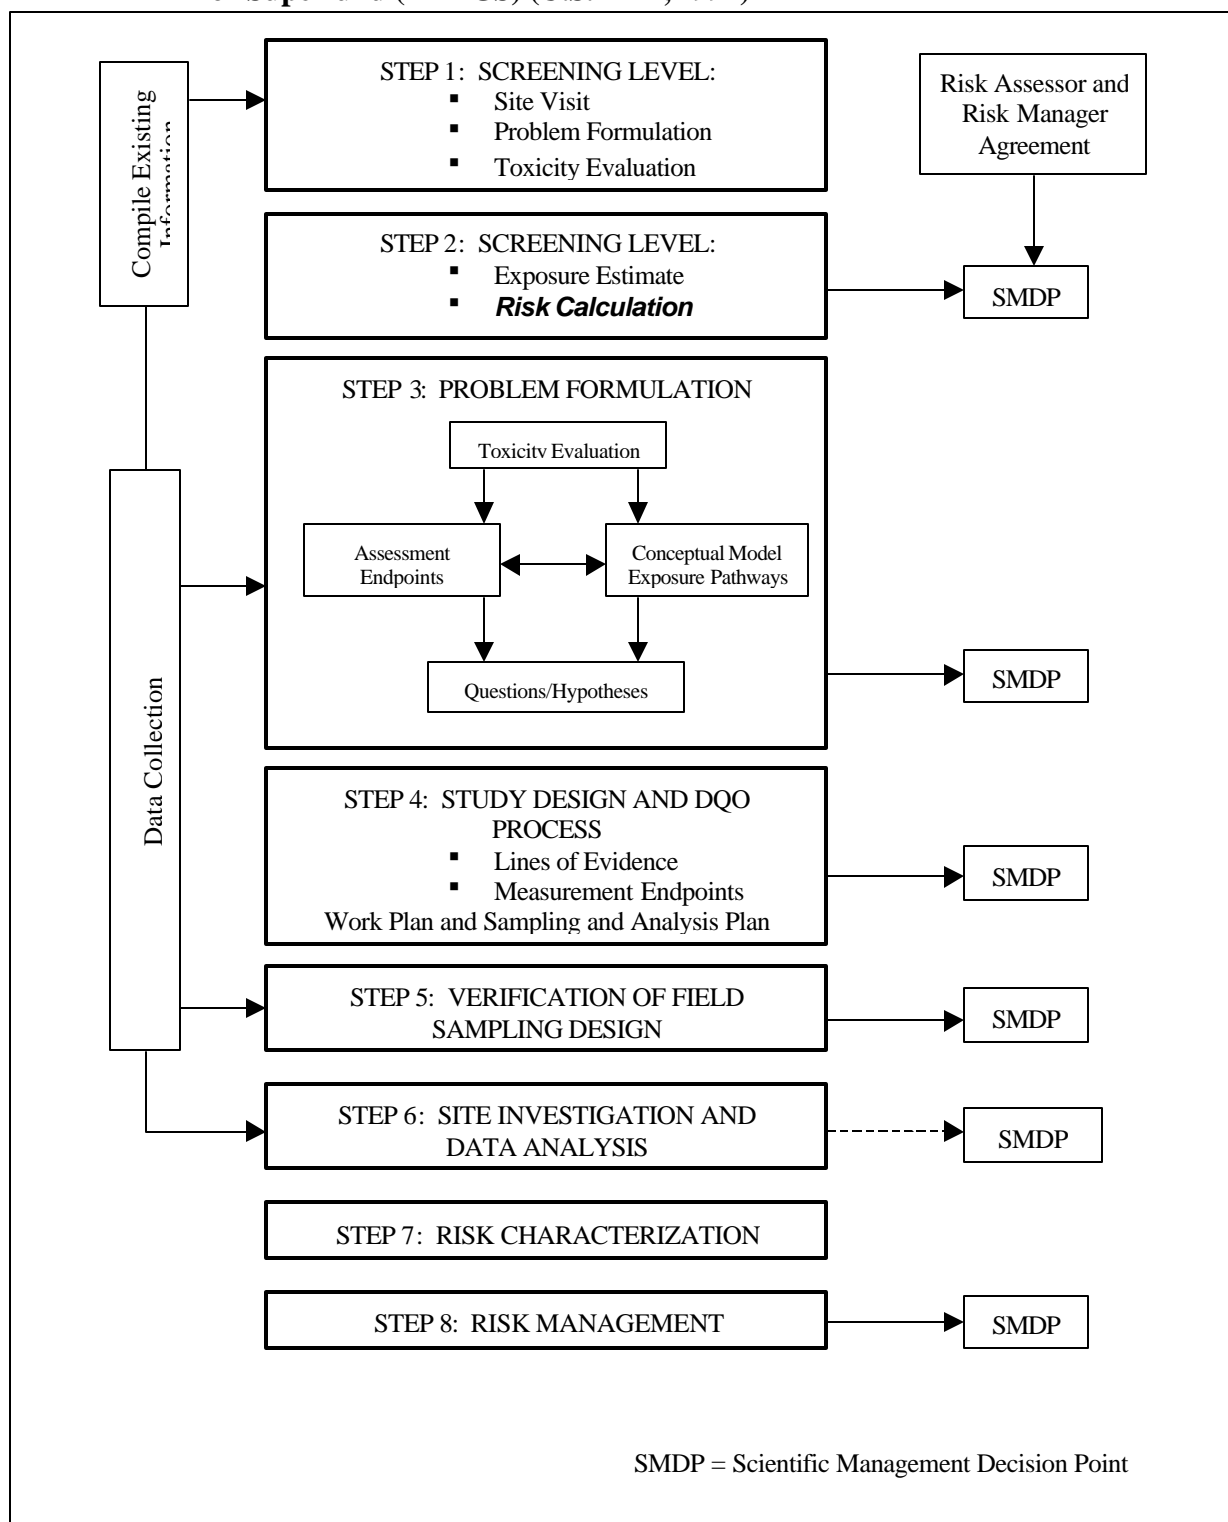 STEP 1: SCREENING LEVEL:
▪ Site Visit
▪ Problem Formulation
▪ Toxicity Evaluation
Compile Existing
Information
Risk Assessor and
Risk Manager
Agreement
STEP 2: SCREENING LEVEL:
▪ Exposure Estimate
▪ Risk Calculation
SMDP
STEP 3: PROBLEM FORMULATION
Toxicity Evaluation
Assessment
Endpoints
Conceptual Model
Exposure Pathways
Questions/Hypotheses
SMDP
Data Collection
STEP 4: STUDY DESIGN AND DQO
PROCESS
▪ Lines of Evidence
▪ Measurement Endpoints
Work Plan and Sampling and Analysis Plan
SMDP
STEP 5: VERIFICATION OF FIELD
SAMPLING DESIGN
SMDP
STEP 6: SITE INVESTIGATION AND
DATA ANALYSIS
SMDP
STEP 7: RISK CHARACTERIZATION
STEP 8: RISK MANAGEMENT
SMDP
SMDP = Scientific Management Decision Point